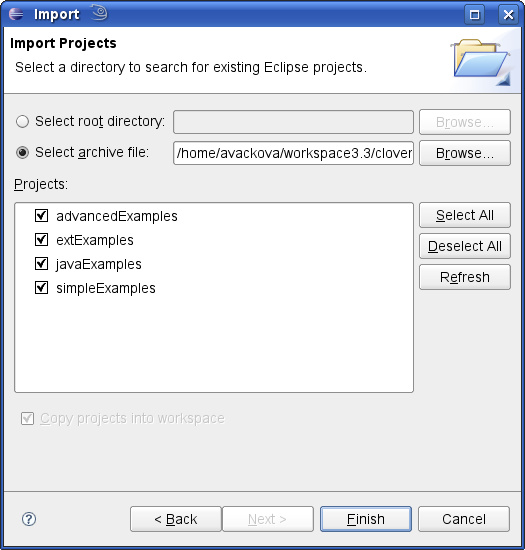 Import
Import Projects
Select a directory to search for existing Eclipse projects.
Select root directory:
Browse...
Select archive file:
/home/avackova/workspace3.3/clover
Browse...
Projects:
advancedExamples
extExamples
javaExamples
simpleExamples
Select All
Deselect All
Refresh
Copy projects into workspace
?
< Back
Next >
Finish
Cancel